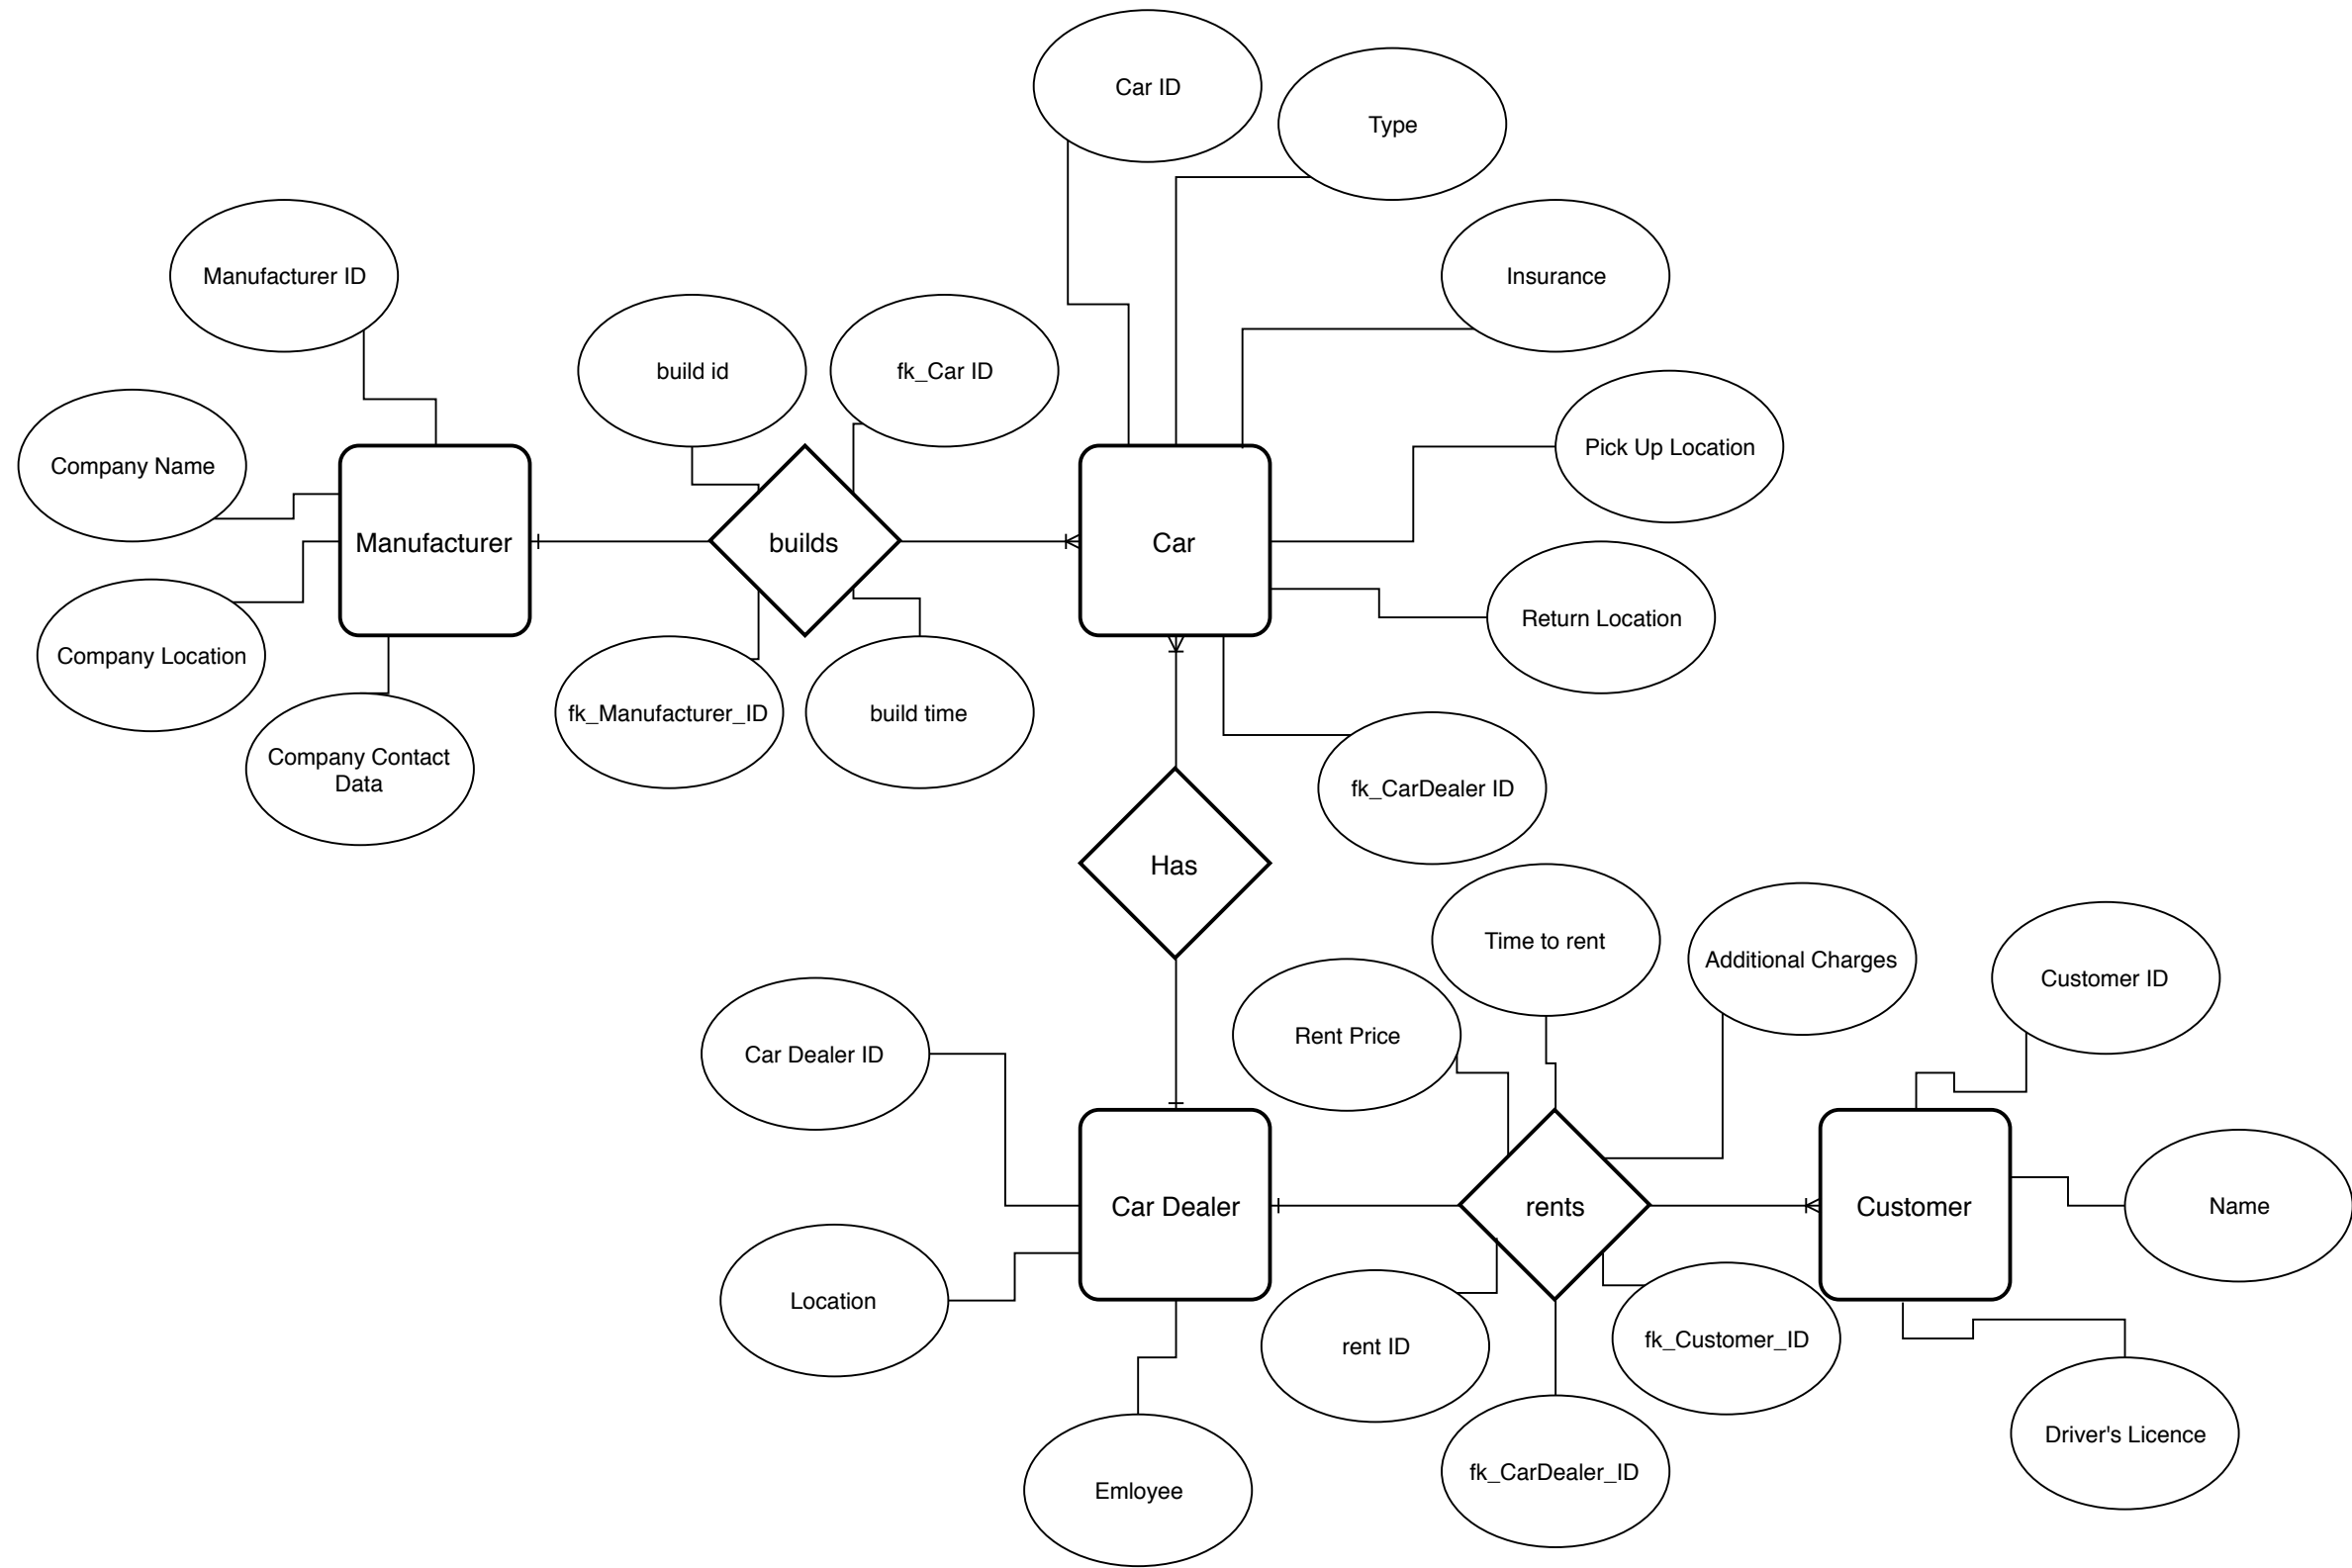 Car ID
Type
Manufacturer ID
Insurance
build id
fk_Car ID
Pick Up Location
Company Name
Manufacturer
builds
Car
Return Location
Company Location
fk_Manufacturer_ID
build time
Company Contact
Data
fk_CarDealer ID
Has
Time to rent
Additional Charges
Customer ID
Rent Price
Car Dealer ID
Car Dealer
rents
Customer
Name
Location
rent ID
fk_Customer_ID
Driver's Licence
fk_CarDealer_ID
Emloyee